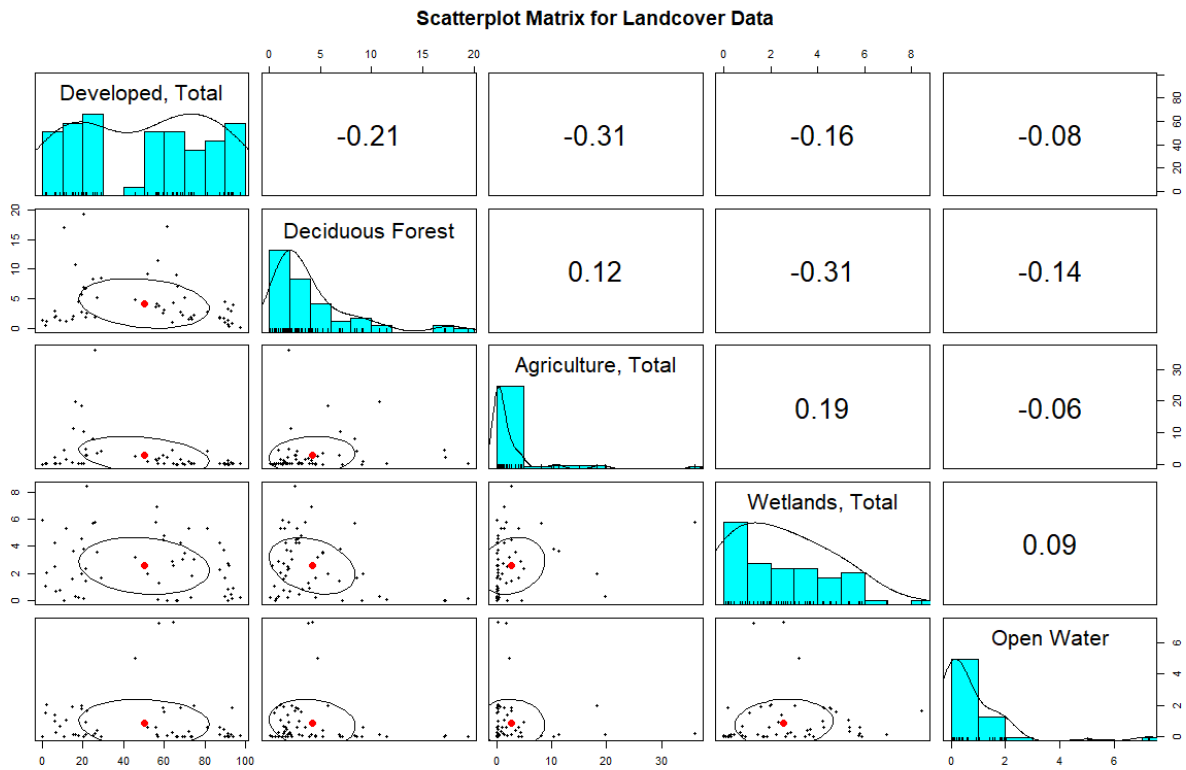 Scatterplot Matrix for Landcover Data
0 5 10 15 20
0 2 4 6 8
Developed, Total
-0.21
-0.31
-0.16
-0.08
0 20 40 60 80
0 5 10 15 20
Deciduous Forest
0.12
-0.31
-0.14
Agriculture, Total
0.19
-0.06
0 10 20 30
0 2 4 6 8
Wetlands, Total
0.09
Open Water
0 2 4 6
0 20 40 60 80 100
0 10 20 30
0 2 4 6